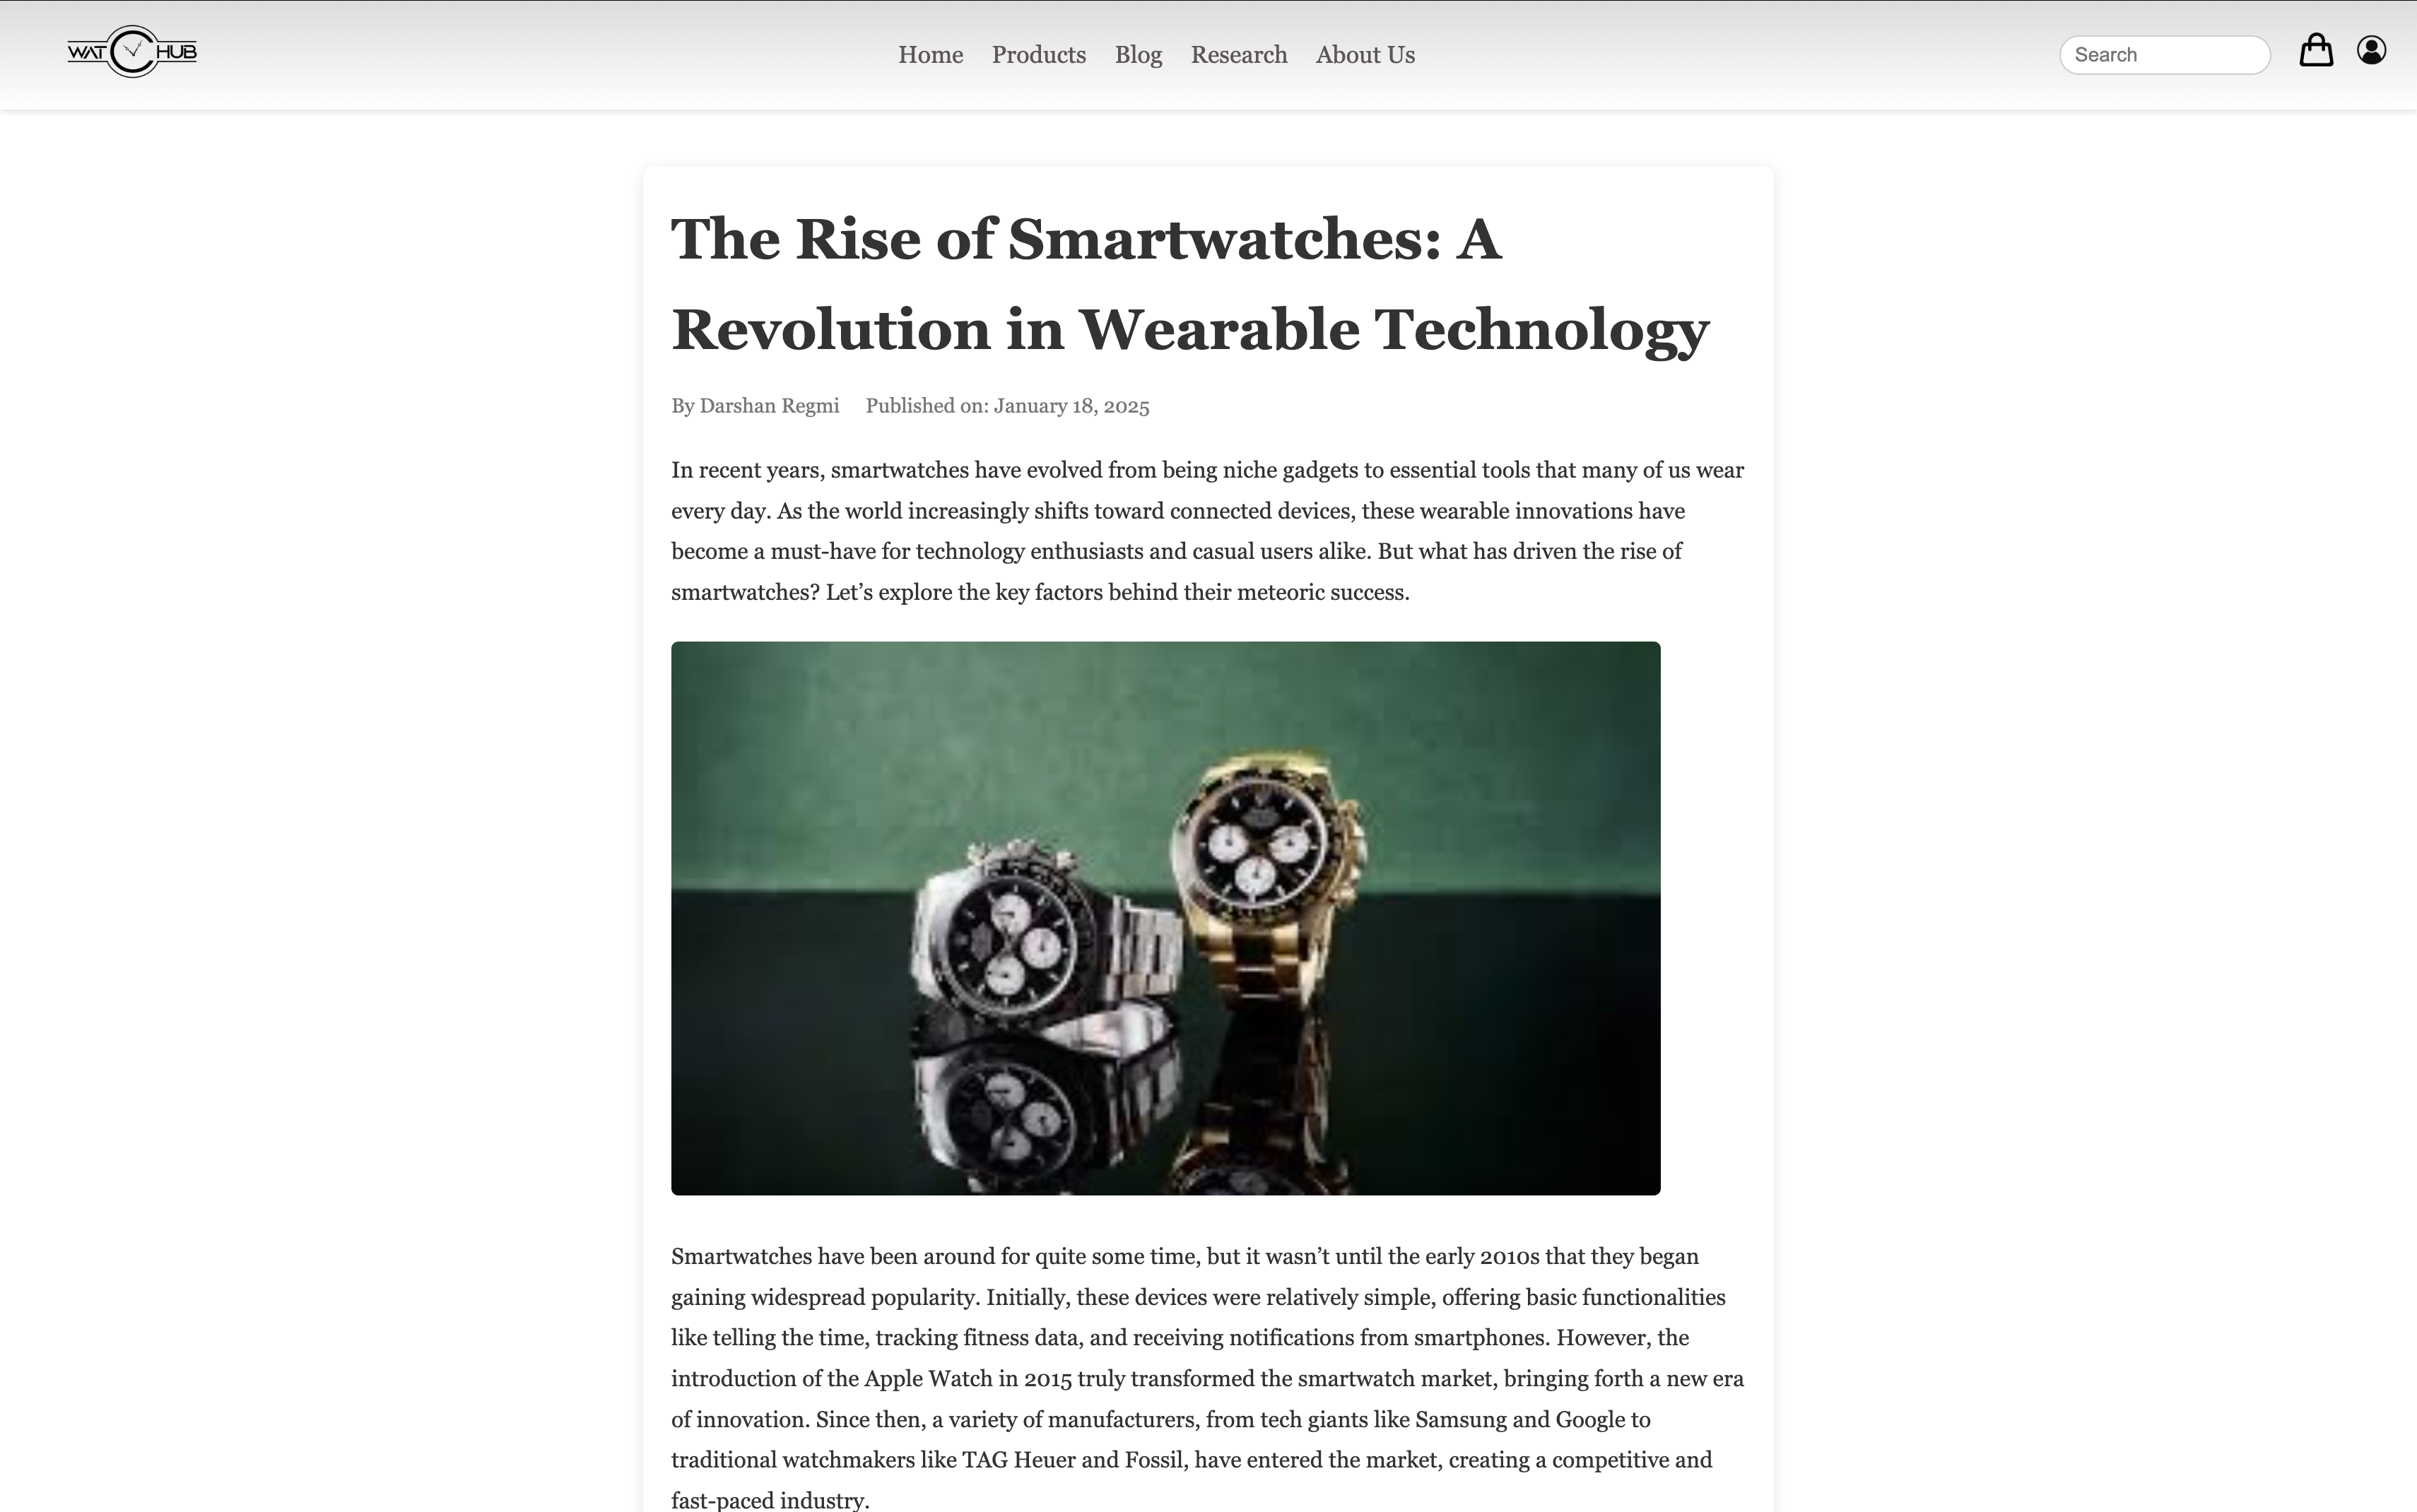 WATCHUB
Home Products Blog Research About Us
Search
The Rise of Smartwatches: A
Revolution in Wearable Technology
By Darshan Regmi Published on: January 18, 2025
In recent years, smartwatches have evolved from being niche gadgets to essential tools that many of us wear
every day. As the world increasingly shifts toward connected devices, these wearable innovations have
become a must-have for technology enthusiasts and casual users alike. But what has driven the rise of
smartwatches? Let’s explore the key factors behind their meteoric success.
Smartwatches have been around for quite some time, but it wasn’t until the early 2010s that they began
gaining widespread popularity. Initially, these devices were relatively simple, offering basic functionalities
like telling the time, tracking fitness data, and receiving notifications from smartphones. However, the
introduction of the Apple Watch in 2015 truly transformed the smartwatch market, bringing forth a new era
of innovation. Since then, a variety of manufacturers, from tech giants like Samsung and Google to
traditional watchmakers like TAG Heuer and Fossil, have entered the market, creating a competitive and
fast-paced industry.